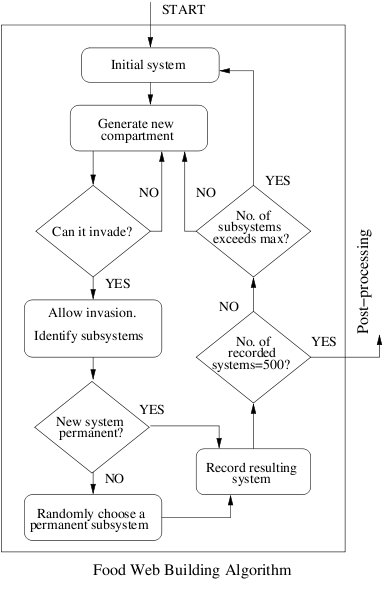 START
Initial system
Generate new
compartment
NO
NO
YES
Can it invade?
No. of
subsystems
exceeds max?
YES
Allow invasion.
Identify subsystems
NO
No. of
recorded
systems=500?
YES
Post-processing
New system
permanent?
YES
Record resulting
system
NO
Randomly choose a
permanent subsystem
Food Web Building Algorithm